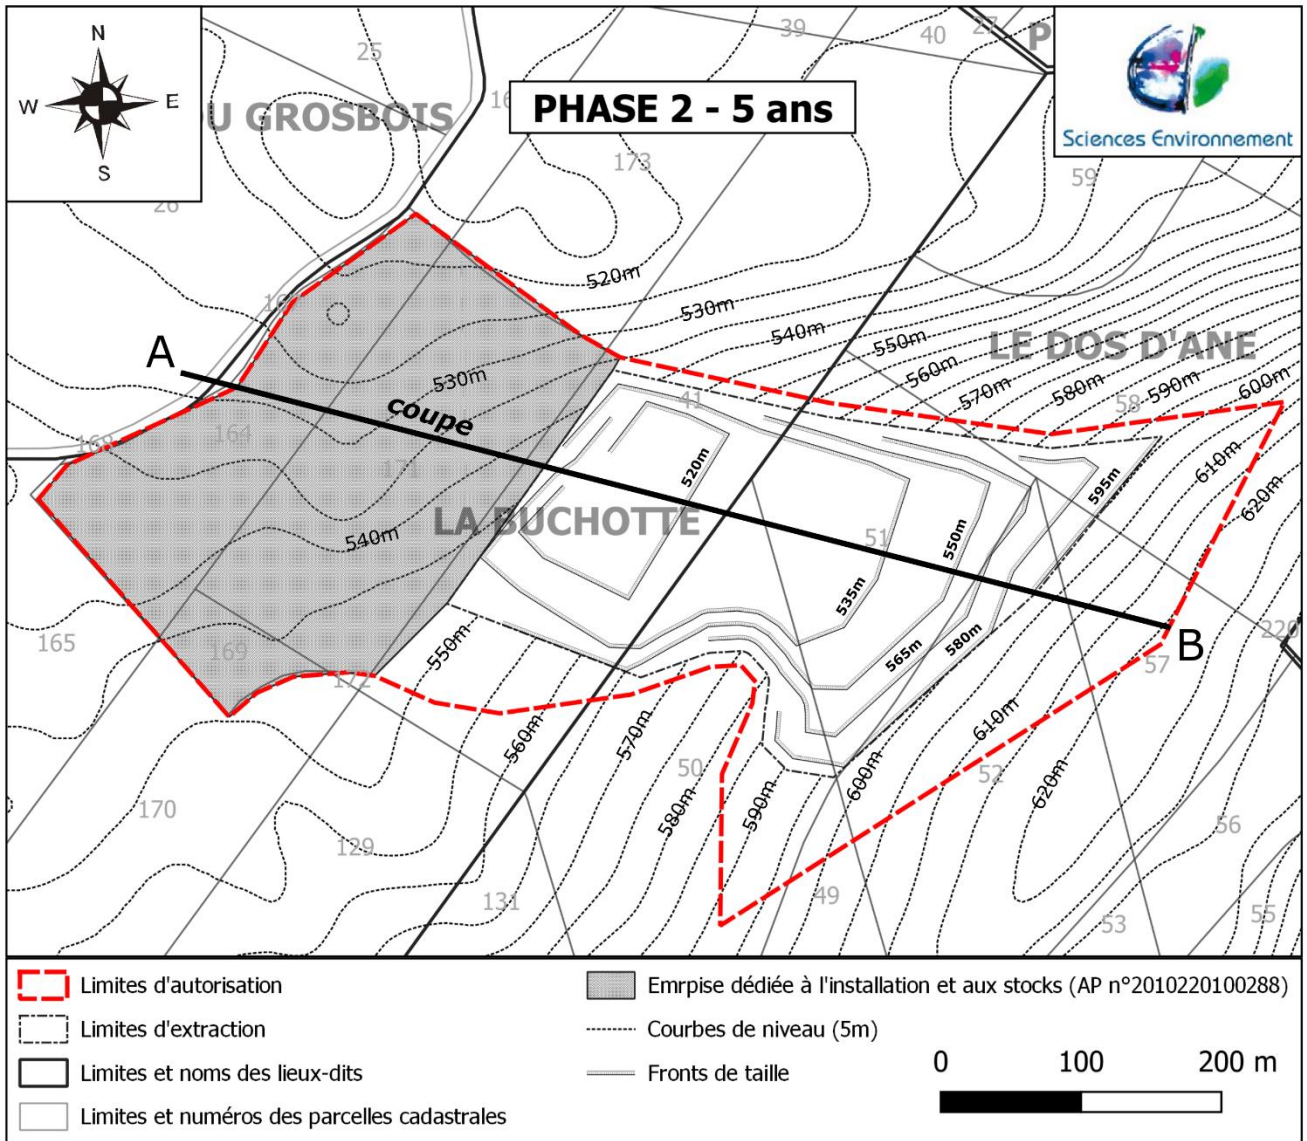 N
W
E
S
25
DU GROSBOIS
26
PHASE 2 - 5 ans
39
40
27
P
Sciences Environnement
173
59
520m
530m
540m
550m
560m
570m
580m
590m
600m
LE DOS D'ANE
58
A
530m
coupe
41
168
164
171
520m
LA BUCHOTTE
540m
51
550m
535m
595m
610m
620m
565m
580m
B
57
220
165
169
172
550m
560m
570m
580m
590m
600m
610m
620m
50
52
170
129
131
49
53
55
56
Limites d'autorisation
Limites d'extraction
Limites et noms des lieux-dits
Limites et numéros des parcelles cadastrales
Emrpise dédiée à l'installation et aux stocks (AP n°2010220100288)
Courbes de niveau (5m)
Fronts de taille
0 100 200 m